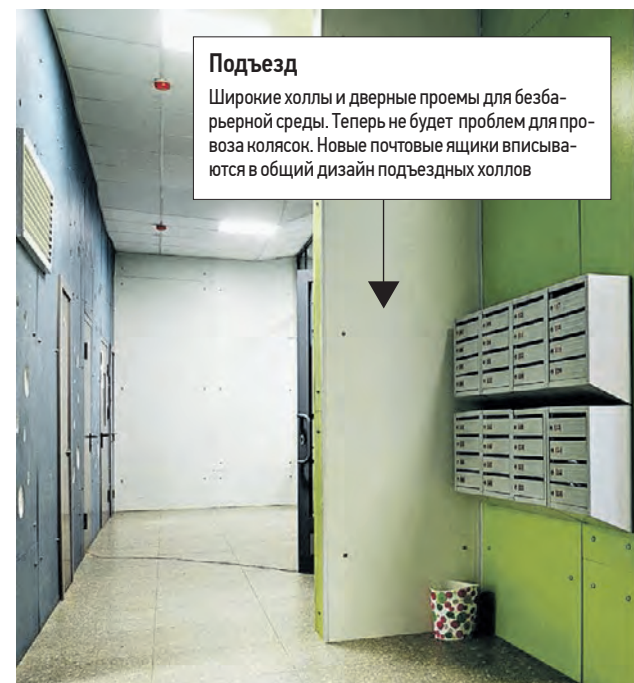 Подъезд
Широкие холлы и дверные проемы для безба-
рьерной среды. Теперь не будет проблем для про-
воза колясок. Новые почтовые ящики вписыва-
ются в общий дизайн подъездных холлов